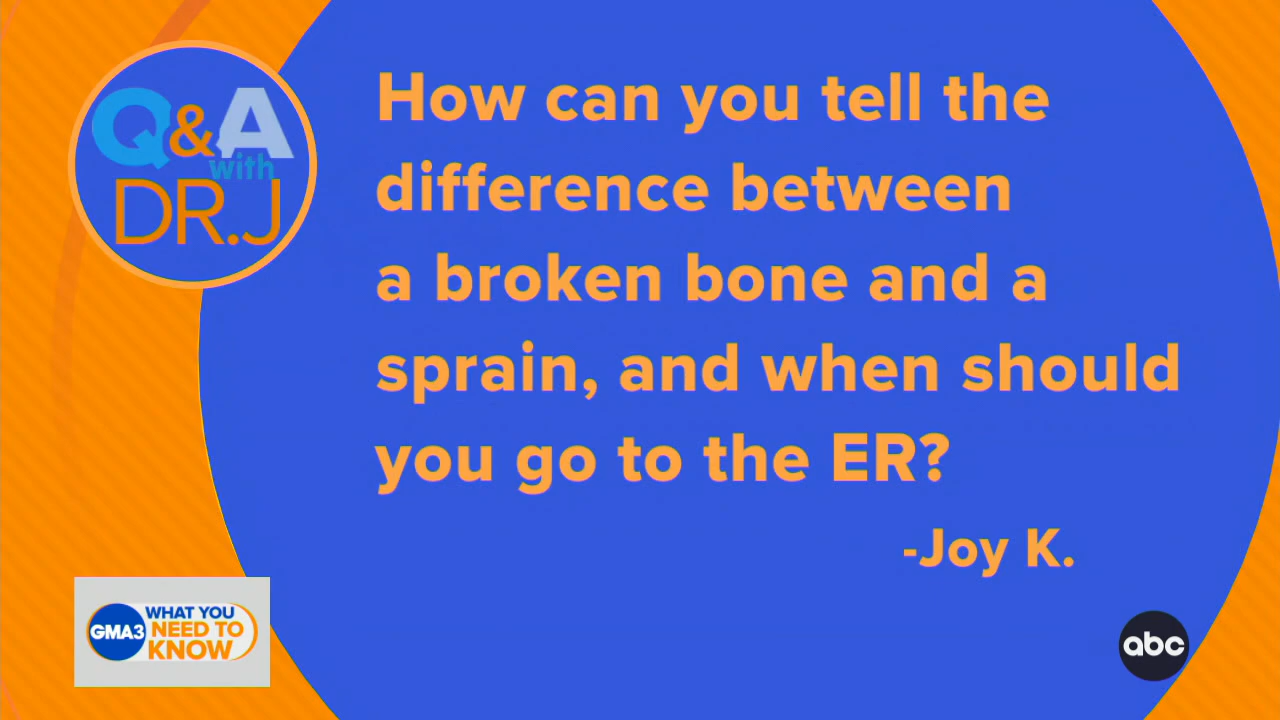 Q&A
with
DR.J
How can you tell the
difference between
a broken bone and a
sprain, and when should
you go to the ER?
-Joy K.
GMA3
WHAT YOU
NEED TO
KNOW
abc